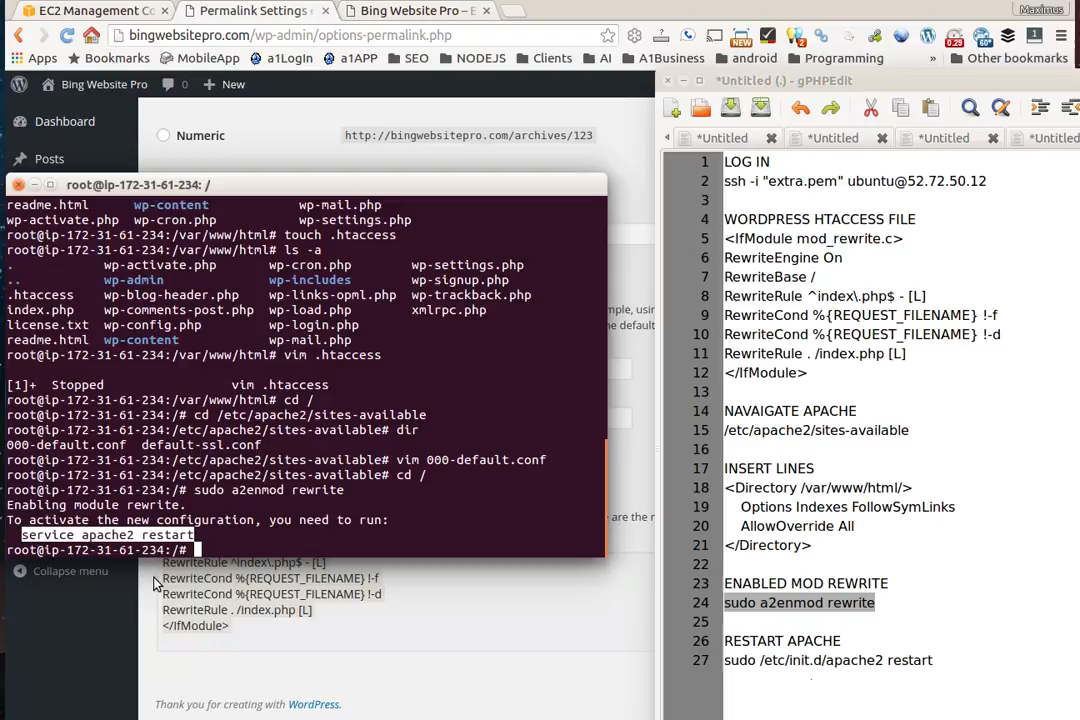 EC2 Management Co
Permalink Settings
Bing Website Pro – E
Maximus
bingwebsitepro.com/wp-admin/options-permalink.php
NEW
0.29
60
1
Apps
Bookmarks
MobileApp
a1LogIn
a1APP
SEO
NODEJS
Clients
AI
A1Business
android
Programming
»
Other bookmarks
Bing Website Pro
0
New
Dashboard
Posts
Numeric
http://bingwebsitepro.com/archives/123
root@ip-172-31-61-234: /
readme.html wp-content wp-mail.php
wp-activate.php wp-cron.php wp-settings.php
root@ip-172-31-61-234:/var/www/html# touch .htaccess
root@ip-172-31-61-234:/var/www/html# ls -a
. wp-activate.php wp-cron.php wp-settings.php
.. wp-admin wp-includes wp-signup.php
.htaccess wp-blog-header.php wp-links-opml.php wp-trackback.php
index.php wp-comments-post.php wp-load.php xmlrpc.php
license.txt wp-config.php wp-login.php
readme.html wp-content wp-mail.php
root@ip-172-31-61-234:/var/www/html# vim .htaccess
[1]+ Stopped vim .htaccess
root@ip-172-31-61-234:/var/www/html# cd /
root@ip-172-31-61-234:/# cd /etc/apache2/sites-available
root@ip-172-31-61-234:/etc/apache2/sites-available# dir
000-default.conf default-ssl.conf
root@ip-172-31-61-234:/etc/apache2/sites-available# vim 000-default.conf
root@ip-172-31-61-234:/etc/apache2/sites-available# cd /
root@ip-172-31-61-234:/# sudo a2enmod rewrite
Enabling module rewrite.
To activate the new configuration, you need to run:
service apache2 restart
root@ip-172-31-61-234:/#
ple, usin
e default
are the r
Collapse menu
RewriteRule ^index\.php$ - [L]
RewriteCond %{REQUEST_FILENAME} !-f
RewriteCond %{REQUEST_FILENAME} !-d
RewriteRule . /index.php [L]
</IfModule>
Thank you for creating with WordPress.
*Untitled (.) - gPHPEdit
*Untitled
*Untitled
*Untitled
*Untitled
1 LOG IN
2 ssh -i "extra.pem" ubuntu@52.72.50.12
3
4 WORDPRESS HTACCESS FILE
5 <IfModule mod_rewrite.c>
6 RewriteEngine On
7 RewriteBase /
8 RewriteRule ^index\.php$ - [L]
9 RewriteCond %{REQUEST_FILENAME} !-f
10 RewriteCond %{REQUEST_FILENAME} !-d
11 RewriteRule . /index.php [L]
12 </IfModule>
13
14 NAVAIGATE APACHE
15 /etc/apache2/sites-available
16
17 INSERT LINES
18 <Directory /var/www/html/>
19 Options Indexes FollowSymLinks
20 AllowOverride All
21 </Directory>
22
23 ENABLED MOD REWRITE
24 sudo a2enmod rewrite
25
26 RESTART APACHE
27 sudo /etc/init.d/apache2 restart